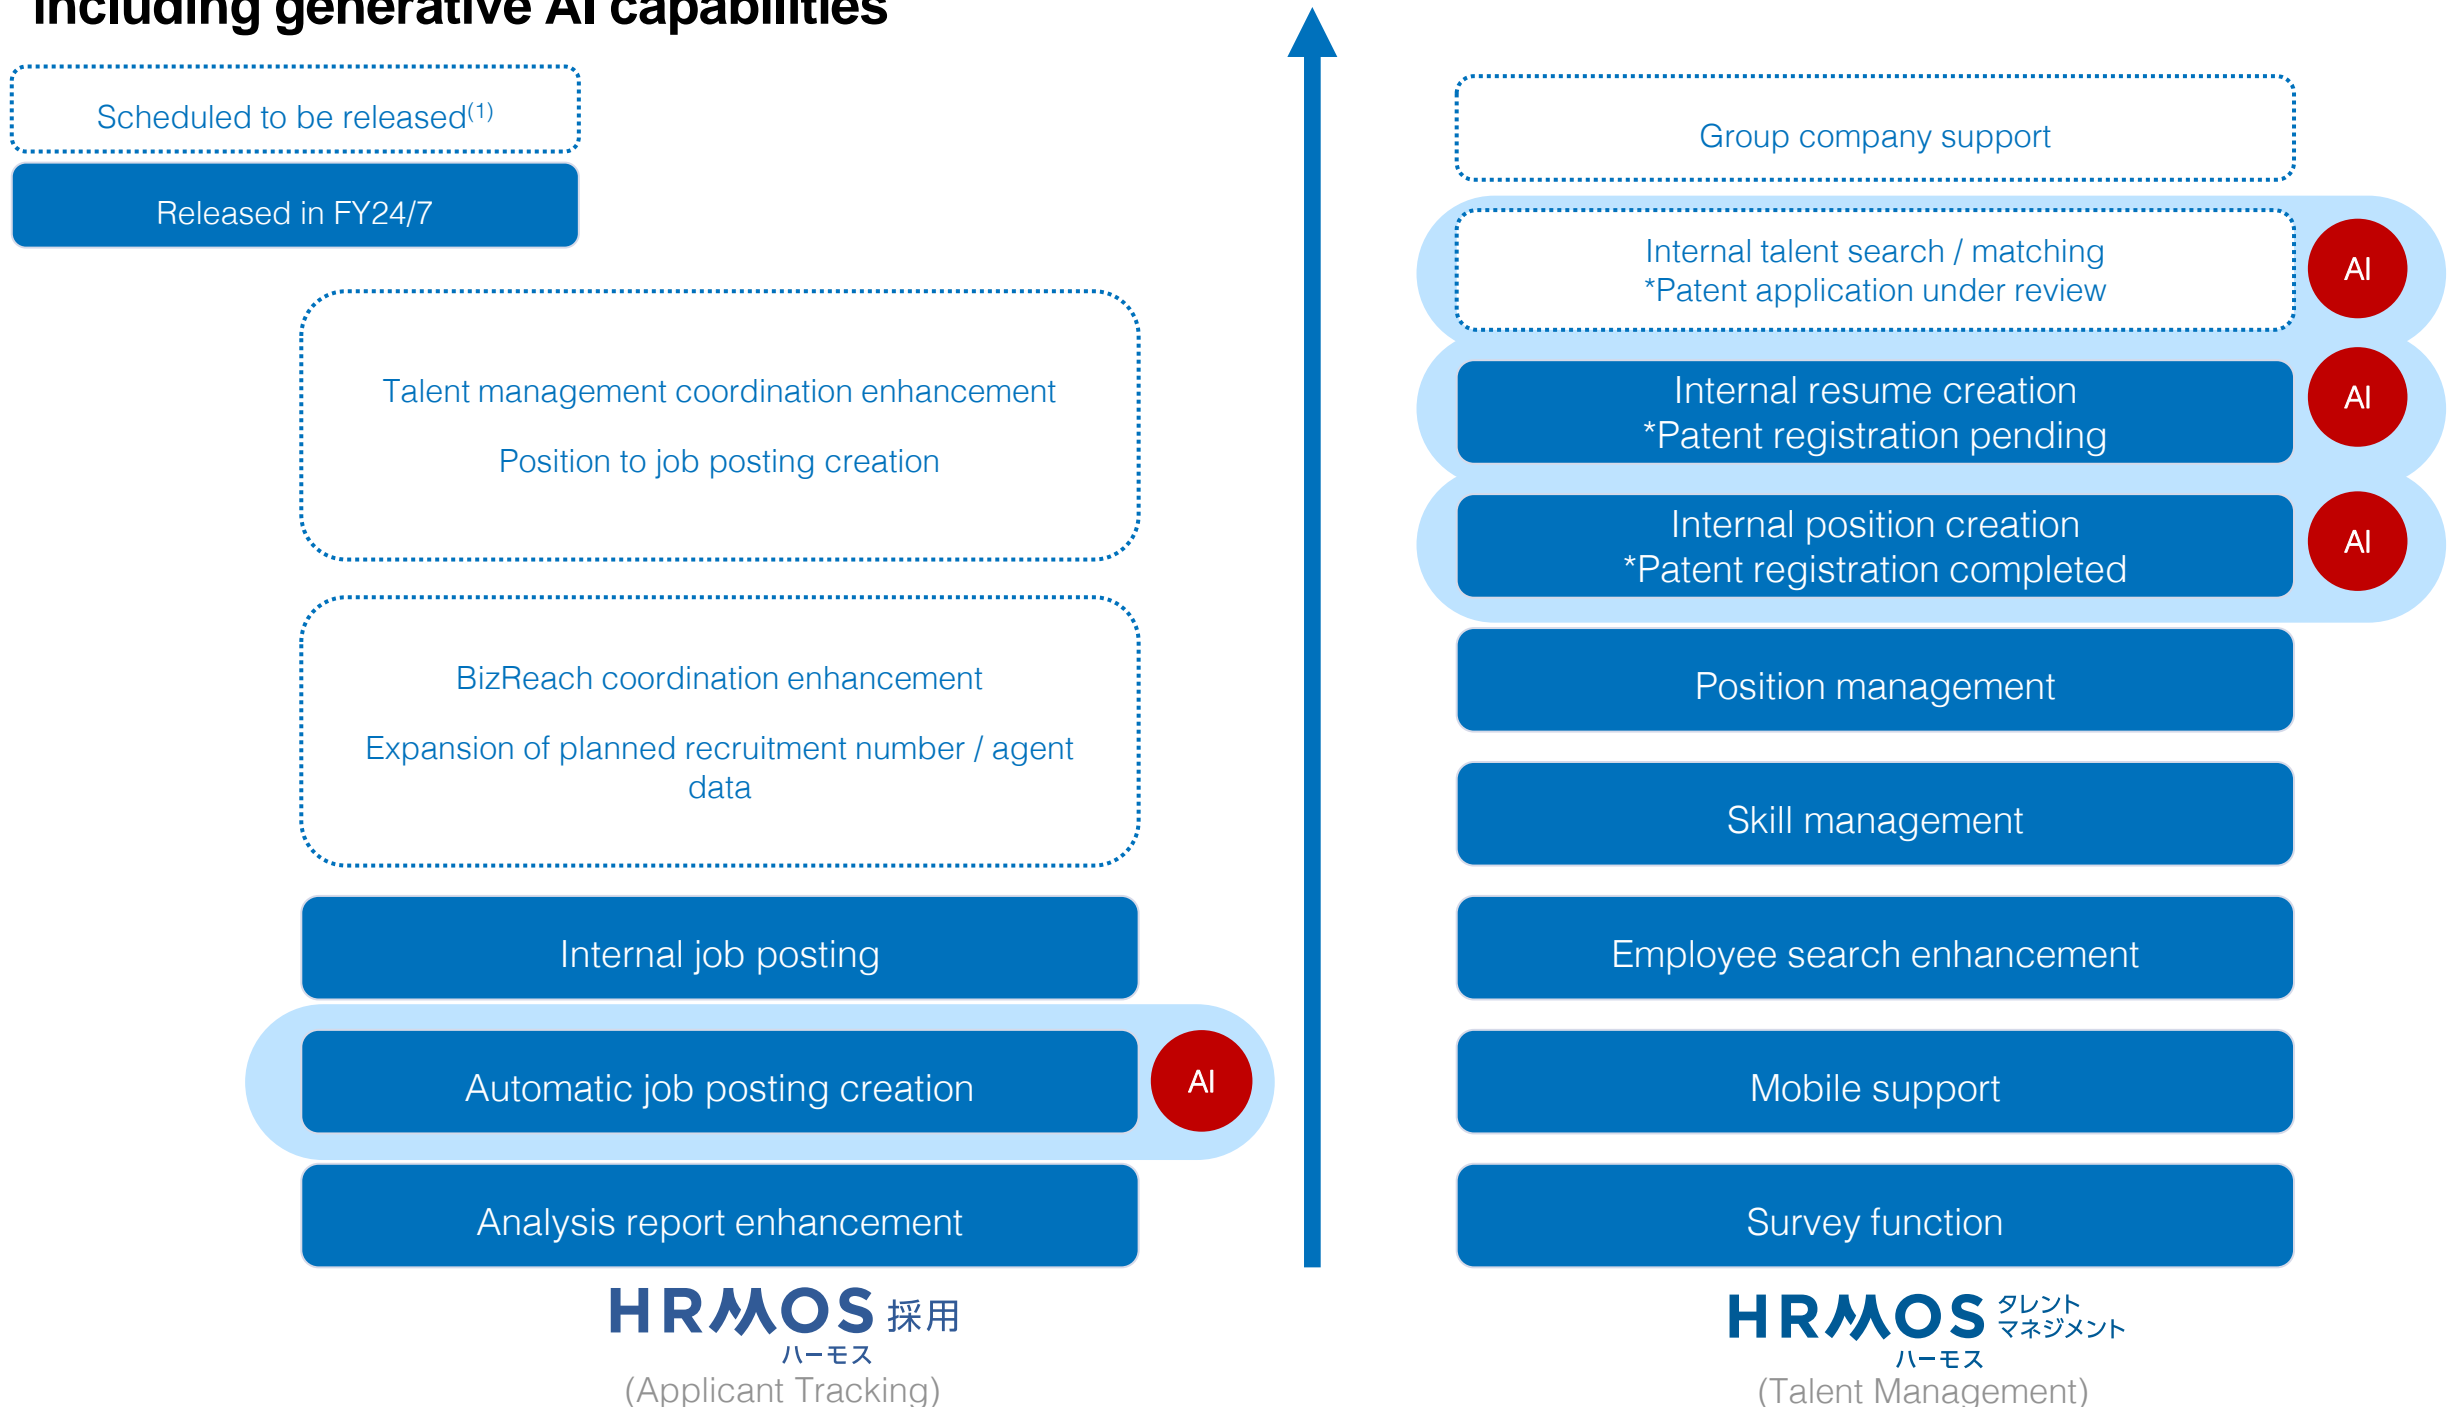 including generative AI capabilities
Scheduled to be released(1)
Released in FY24/7
Talent management coordination enhancement
Position to job posting creation
BizReach coordination enhancement
Expansion of planned recruitment number / agent
data
Internal job posting
Automatic job posting creation
AI
Analysis report enhancement
HRMOS 採用
ハーモス
(Applicant Tracking)
Group company support
Internal talent search / matching
*Patent application under review
AI
Internal resume creation
*Patent registration pending
AI
Internal position creation
*Patent registration completed
AI
Position management
Skill management
Employee search enhancement
Mobile support
Survey function
HRMOS タレント
マネジメント
ハーモス
(Talent Management)